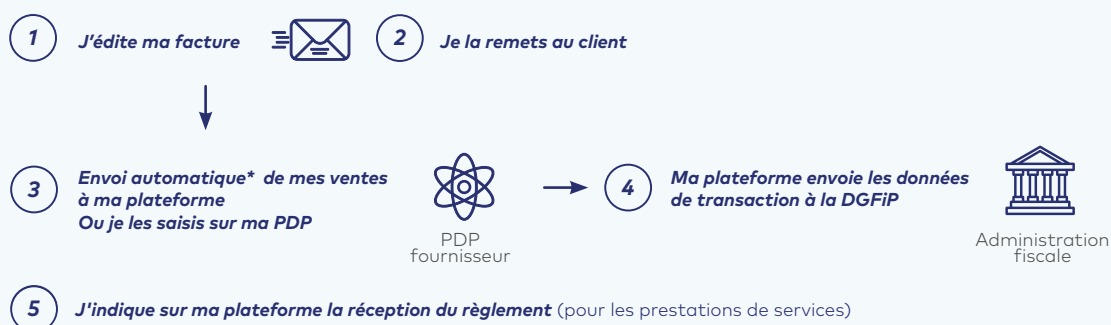 1 J'édite ma facture
2 Je la remets au client
3 Envoi automatique* de mes ventes
à ma plateforme
Ou je les saisis sur ma PDP
PDP
fournisseur
4 Ma plateforme envoie les données
de transaction à la DGFiP
Administration
fiscale
5 J'indique sur ma plateforme la réception du règlement (pour les prestations de services)